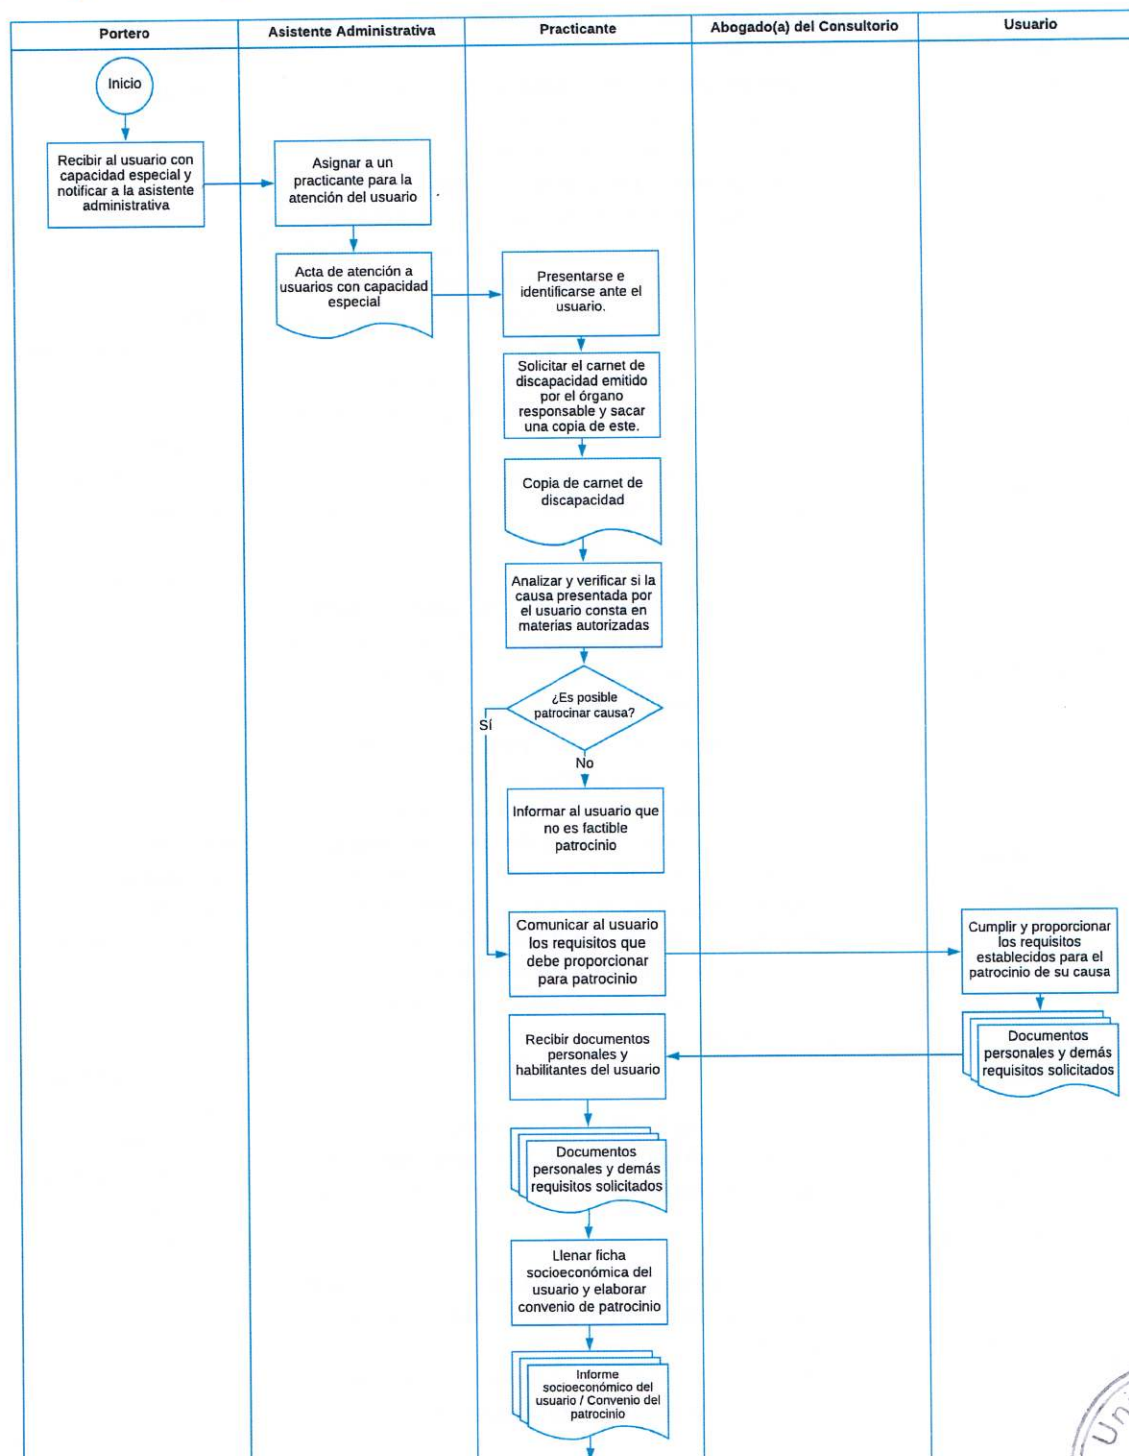 Portero
Asistente Administrativa
Practicante
Abogado(a) del Consultorio
Usuario
Inicio
Recibir al usuario con
capacidad especial y
notificar a la asistente
administrativa
Asignar a un
practicante para la
atención del usuario
Acta de atención a
usuarios con capacidad
especial
Presentarse e
identificarse ante el
usuario.
Solicitar el carnet de
discapacidad emitido
por el órgano
responsable y sacar
una copia de este.
Copia de carnet de
discapacidad
Analizar y verificar si la
causa presentada por
el usuario consta en
materias autorizadas
¿Es posible
patrocinar causa?
Sí
No
Informar al usuario que
no es factible
patrocinio
Comunicar al usuario
los requisitos que
debe proporcionar
para patrocinio
Cumplir y proporcionar
los requisitos
establecidos para el
patrocinio de su causa
Documentos
personales y demás
requisitos solicitados
Recibir documentos
personales y
habilitantes del usuario
Documentos
personales y demás
requisitos solicitados
Llenar ficha
socioeconómica del
usuario y elaborar
convenio de patrocinio
Informe
socioeconómico del
usuario / Convenio del
patrocinio